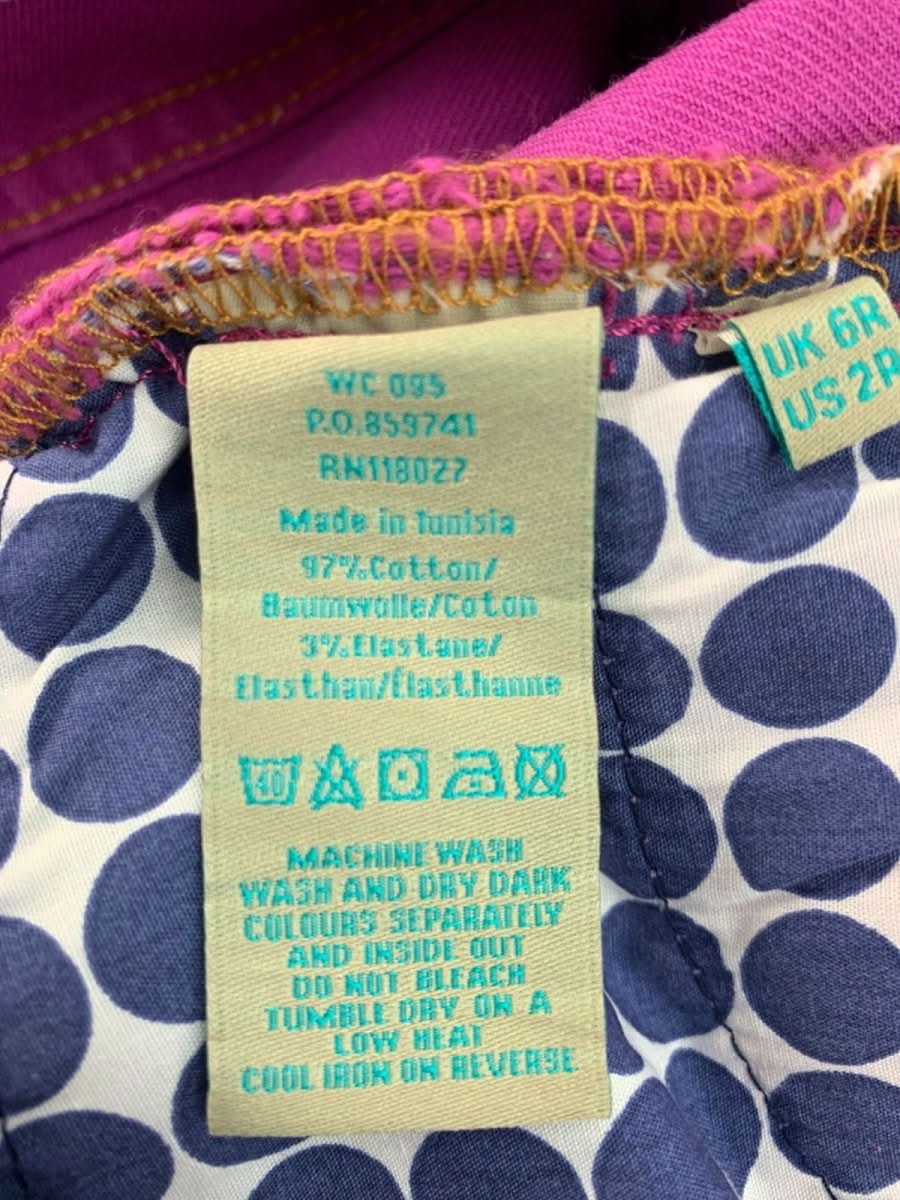 WC 095
P.O.859741
RN118027
Made in Tunisia
97%Cotton/
Baumwolle/Coton
3%Elastane/
Elasthan/Élasthanne
40
MACHINE WASH
WASH AND DRY DARK
COLOURS SEPARATELY
AND INSIDE OUT
DO NOT BLEACH
TUMBLE DRY ON A
LOW HEAT
COOL IRON ON REVERSE
UK 6R
US 2R